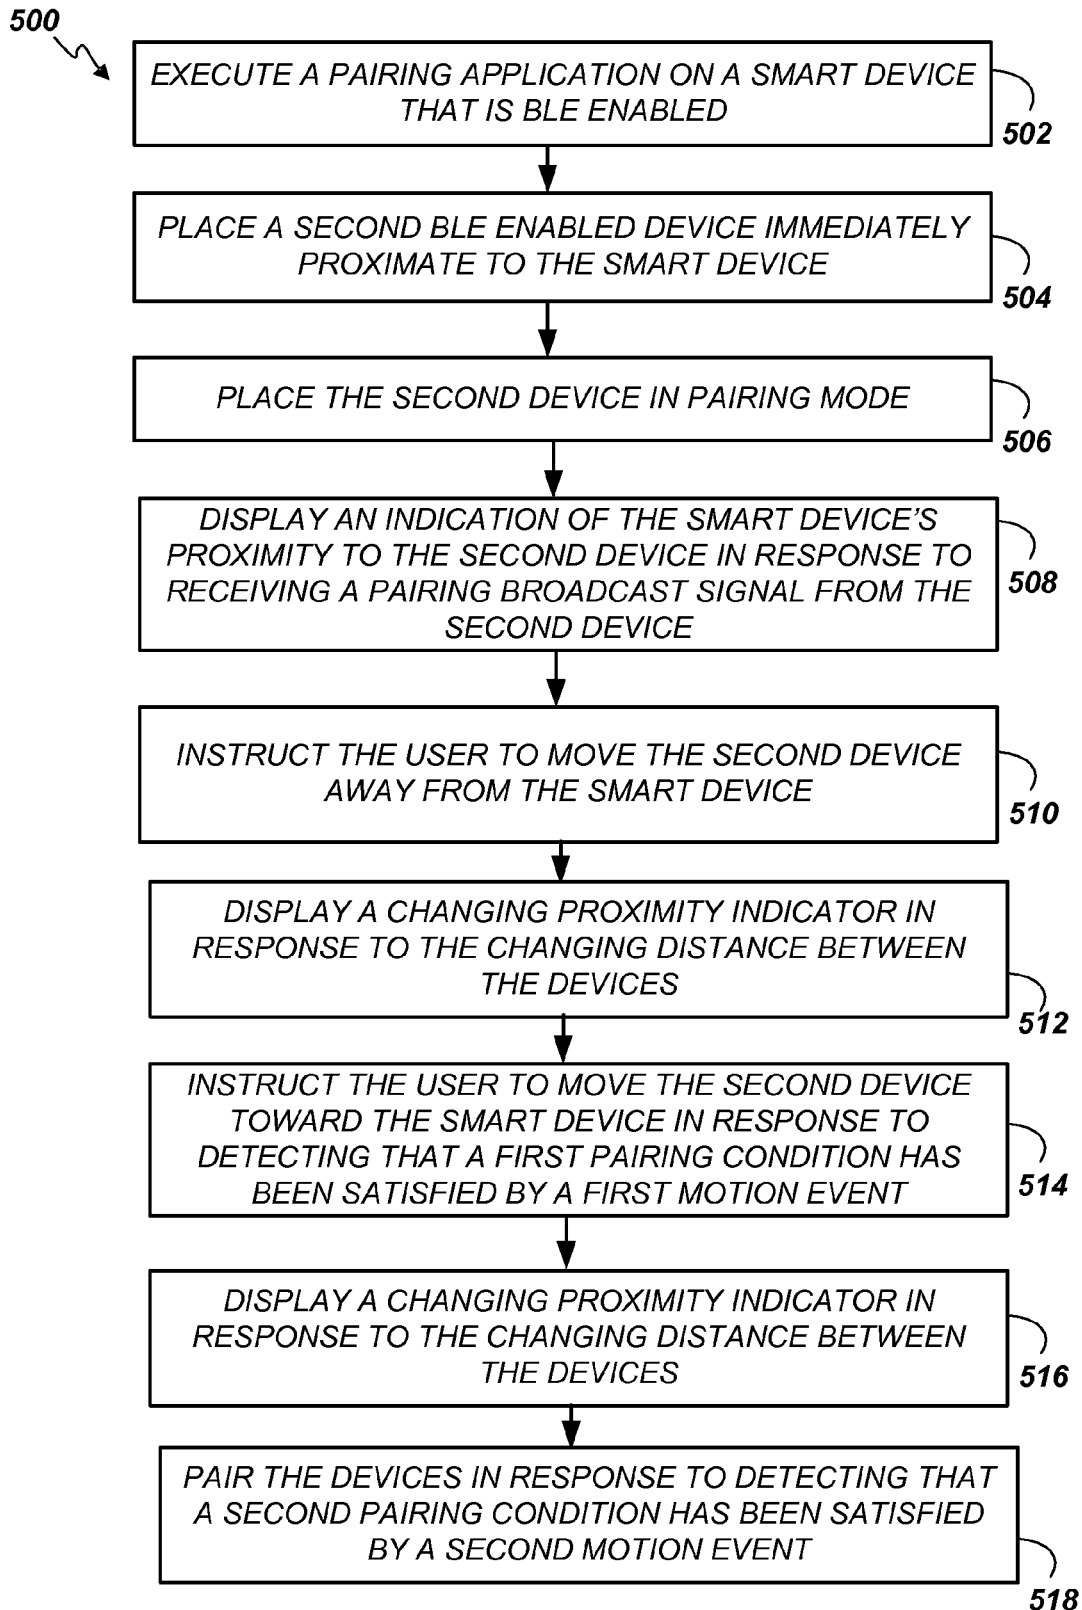 500
EXECUTE A PAIRING APPLICATION ON A SMART DEVICE
THAT IS BLE ENABLED
502
PLACE A SECOND BLE ENABLED DEVICE IMMEDIATELY
PROXIMATE TO THE SMART DEVICE
504
PLACE THE SECOND DEVICE IN PAIRING MODE
506
DISPLAY AN INDICATION OF THE SMART DEVICE'S
PROXIMITY TO THE SECOND DEVICE IN RESPONSE TO
RECEIVING A PAIRING BROADCAST SIGNAL FROM THE
SECOND DEVICE
508
INSTRUCT THE USER TO MOVE THE SECOND DEVICE
AWAY FROM THE SMART DEVICE
510
DISPLAY A CHANGING PROXIMITY INDICATOR IN
RESPONSE TO THE CHANGING DISTANCE BETWEEN
THE DEVICES
512
INSTRUCT THE USER TO MOVE THE SECOND DEVICE
TOWARD THE SMART DEVICE IN RESPONSE TO
DETECTING THAT A FIRST PAIRING CONDITION HAS
BEEN SATISFIED BY A FIRST MOTION EVENT
514
DISPLAY A CHANGING PROXIMITY INDICATOR IN
RESPONSE TO THE CHANGING DISTANCE BETWEEN
THE DEVICES
516
PAIR THE DEVICES IN RESPONSE TO DETECTING THAT
A SECOND PAIRING CONDITION HAS BEEN SATISFIED
BY A SECOND MOTION EVENT
518